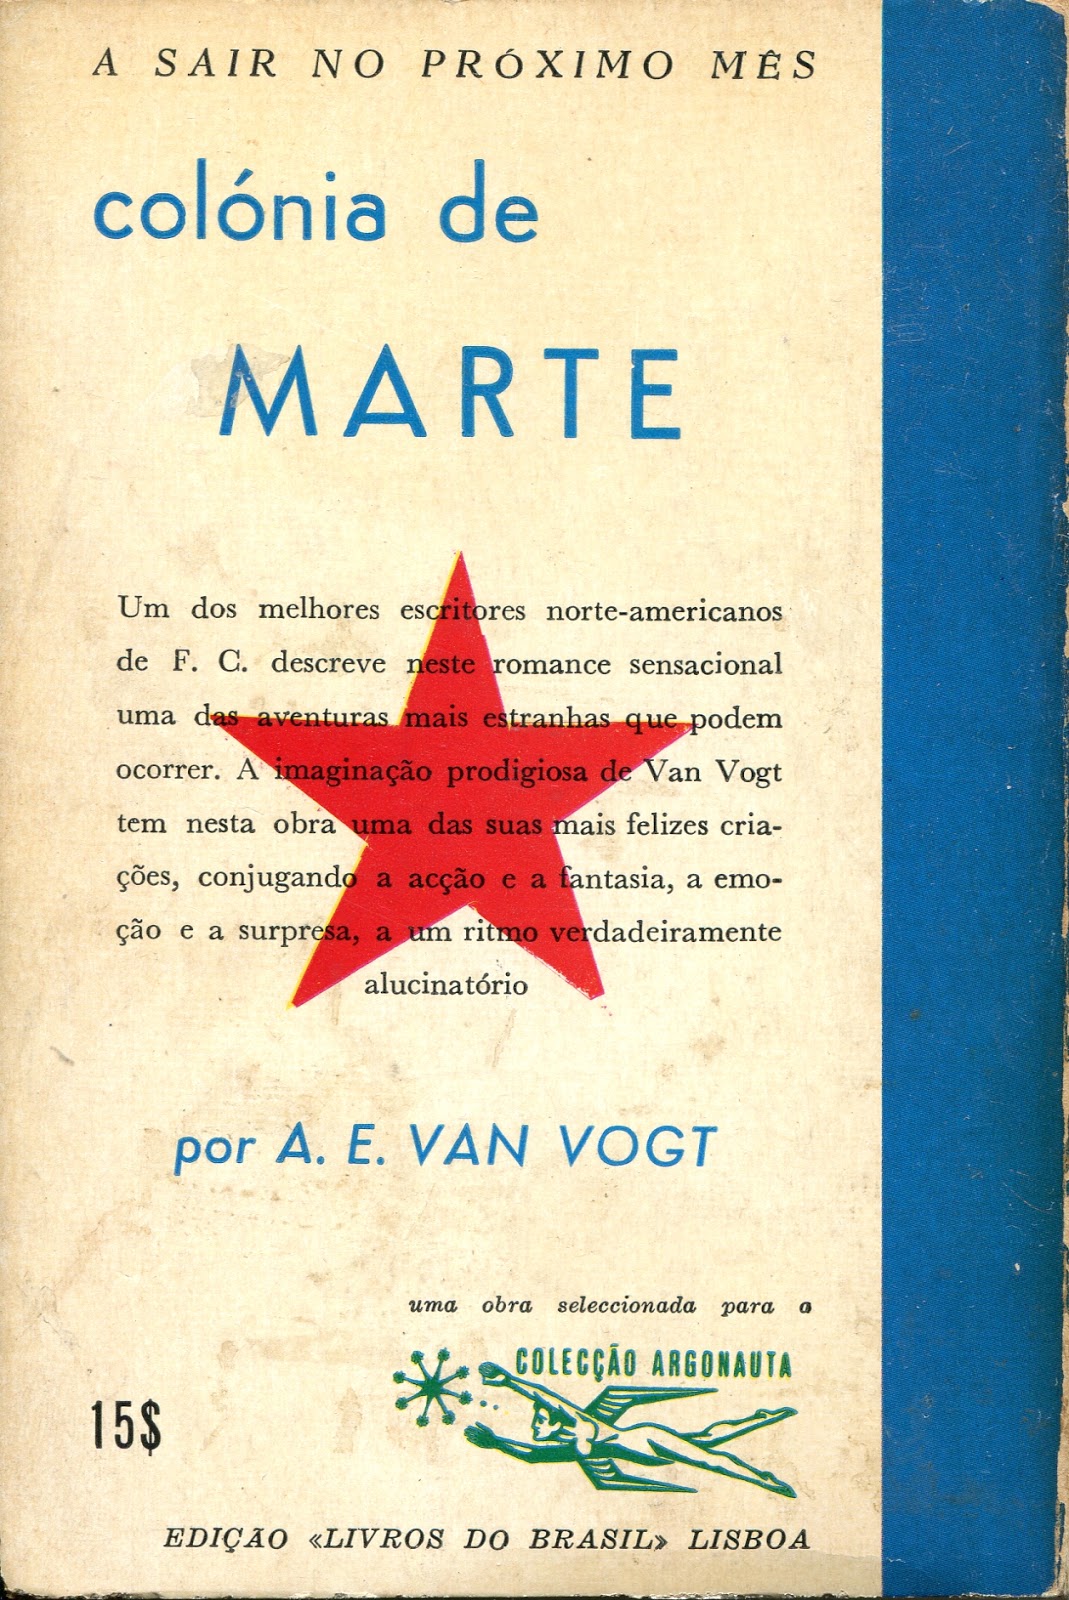 A SAIR NO PRÓXIMO MÊS
colónia de
MARTE
Um dos melhores escritores norte-americanos
de F. C. descreve neste romance sensacional
uma das aventuras mais estranhas que podem
ocorrer. A imaginação prodigiosa de Van Vogt
tem nesta obra uma das suas mais felizes cria-
ções, conjugando a acção e a fantasia, a emo-
ção e a surpresa, a um ritmo verdadeiramente
alucinatório
por A. E. VAN VOGT
uma obra seleccionada para a
COLECÇÃO ARGONAUTA
15$
EDIÇÃO «LIVROS DO BRASIL» LISBOA